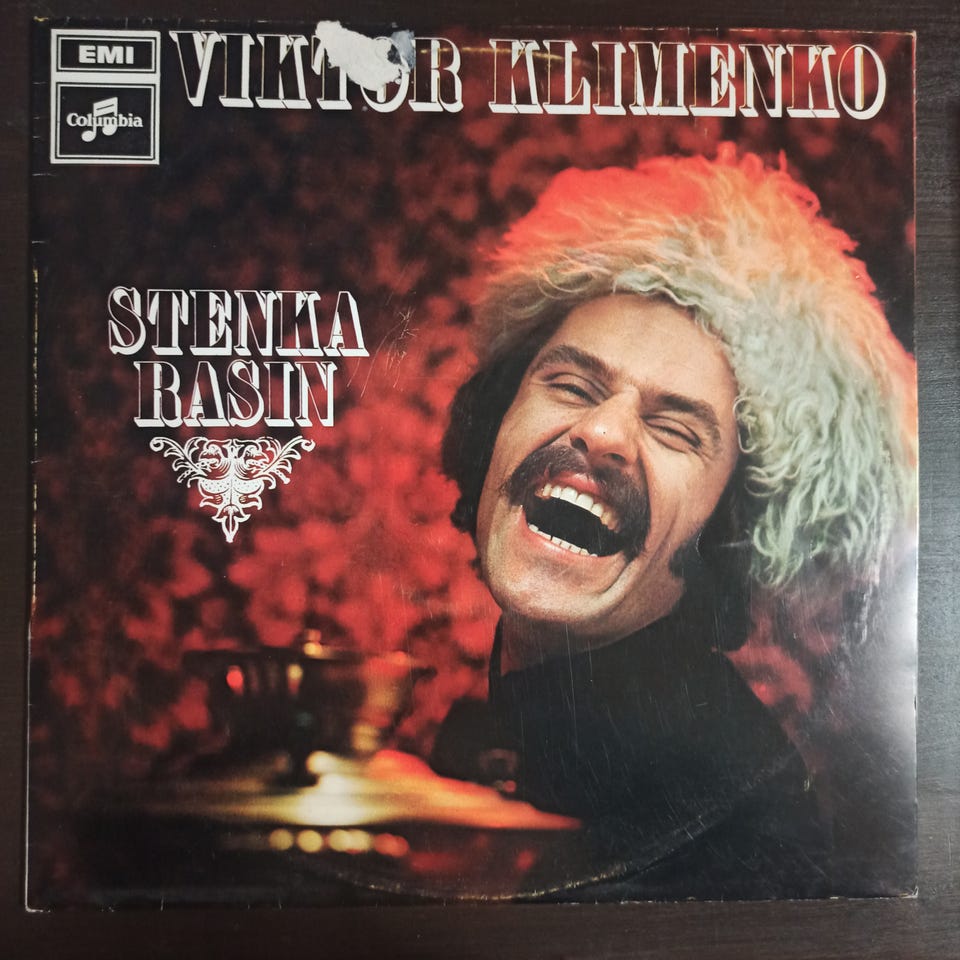 EMI
Columbia
VIKTOR KLIMENKO
STENKA
RASIN